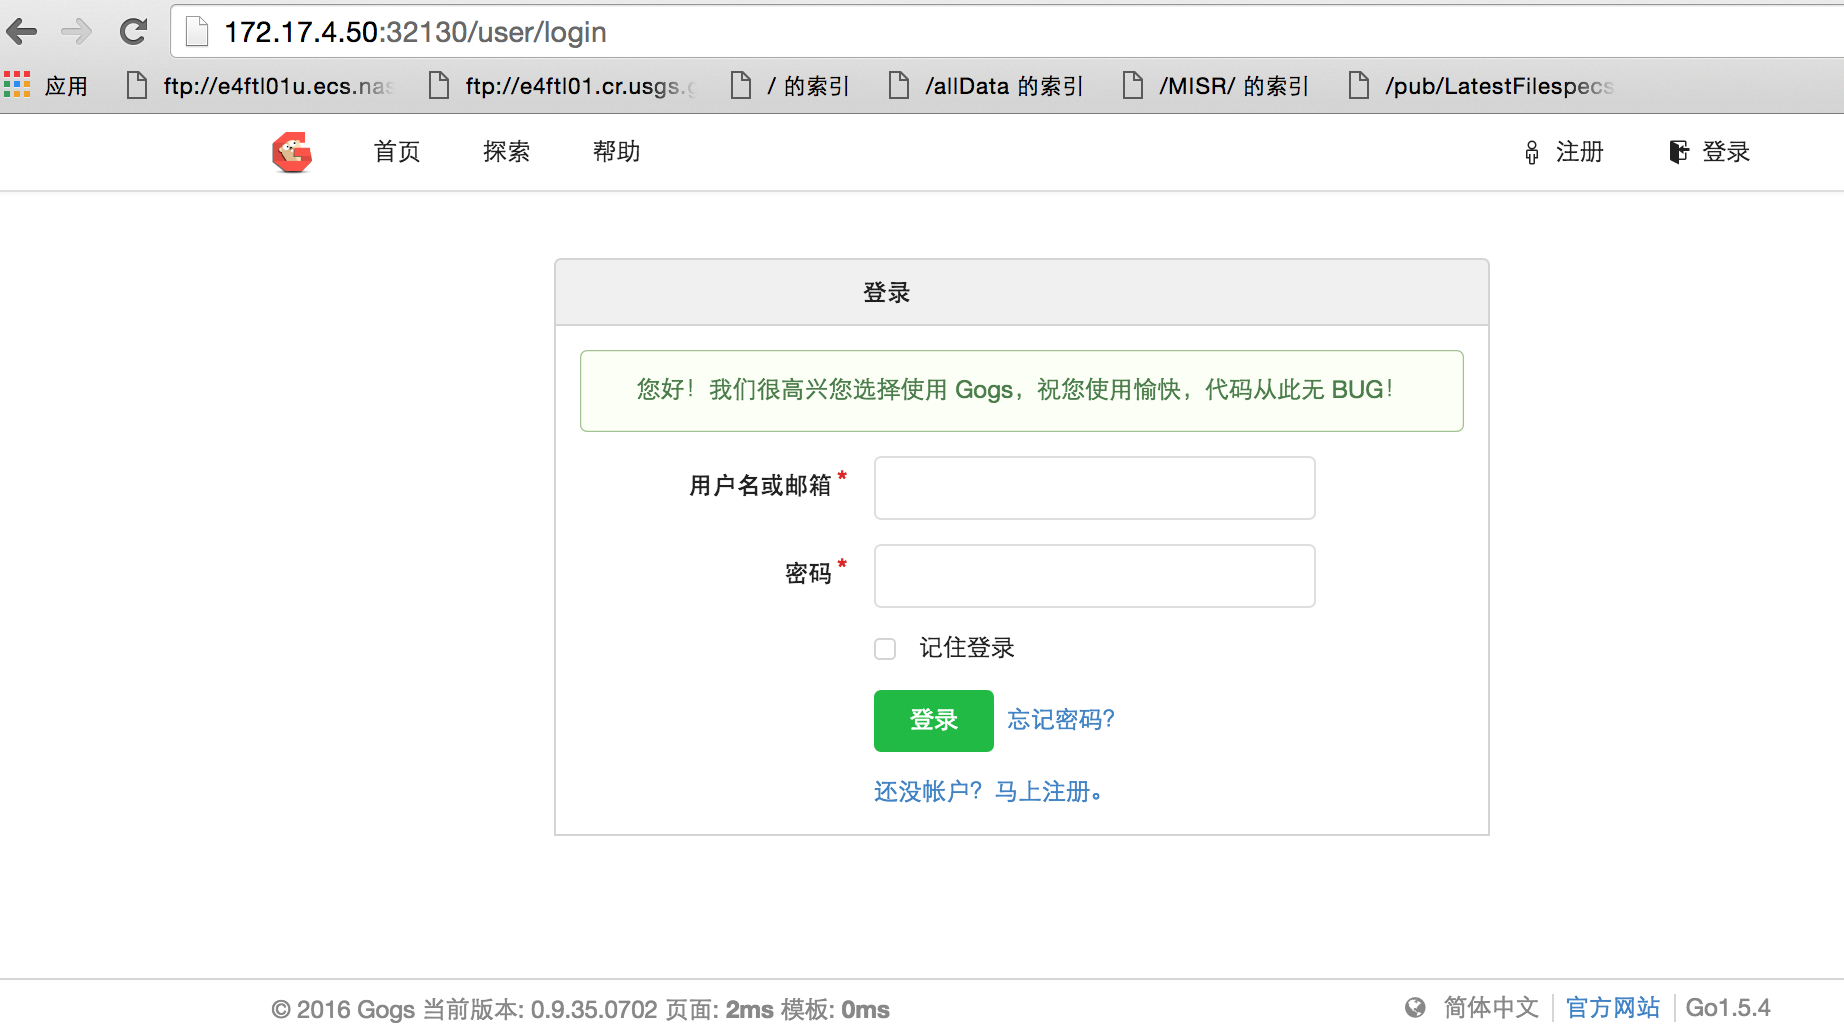 172.17.4.50:32130/user/login
应用 ftp://e4ftl01u.ecs.nas ftp://e4ftl01.cr.usgs.g / 的索引 /allData 的索引 /MISR/ 的索引 /pub/LatestFilespecs
首页 探索 帮助 注册 登录
登录
您好！我们很高兴您选择使用 Gogs，祝您使用愉快，代码从此无 BUG！
用户名或邮箱*
密码*
记住登录
登录 忘记密码？
还没帐户？马上注册。
© 2016 Gogs 当前版本: 0.9.35.0702 页面: 2ms 模板: 0ms 简体中文 官方网站 Go1.5.4